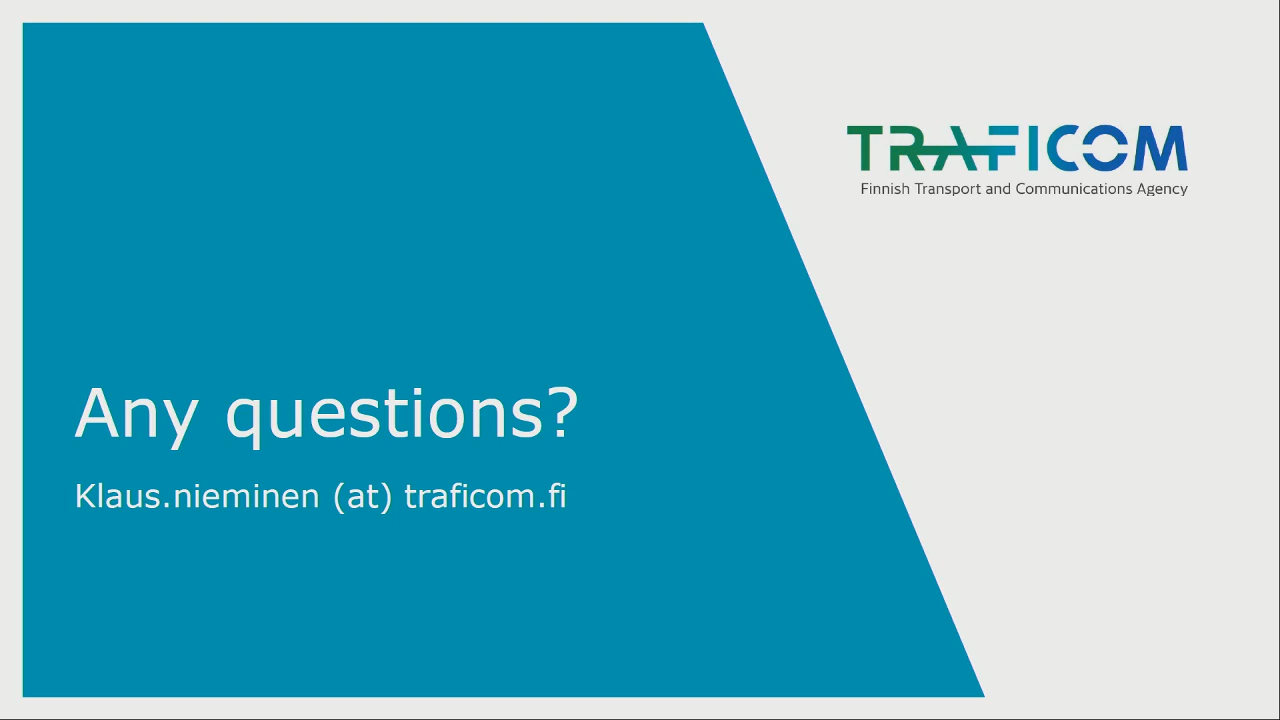 TRAFICOM
Finnish Transport and Communications Agency
Any questions?
Klaus.nieminen (at) traficom.fi